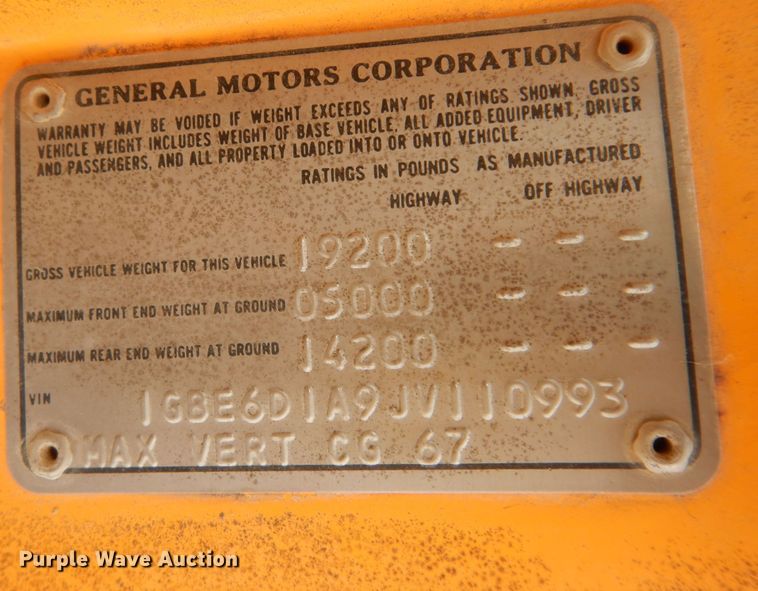 GENERAL MOTORS CORPORATION
WARRANTY MAY BE VOIDED IF WEIGHT EXCEEDS ANY OF RATINGS SHOWN. GROSS
VEHICLE WEIGHT INCLUDES WEIGHT OF BASE VEHICLE, ALL ADDED EQUIPMENT, DRIVER
AND PASSENGERS, AND ALL PROPERTY LOADED INTO OR ONTO VEHICLE.
RATINGS IN POUNDS AS MANUFACTURED
HIGHWAY OFF HIGHWAY
GROSS VEHICLE WEIGHT FOR THIS VEHICLE 19200 - - -
MAXIMUM FRONT END WEIGHT AT GROUND 05000 - - -
MAXIMUM REAR END WEIGHT AT GROUND 14200 - - -
VIN 1GBE6D1A9JV110993
MAX VERT CG 67
Purple Wave Auction